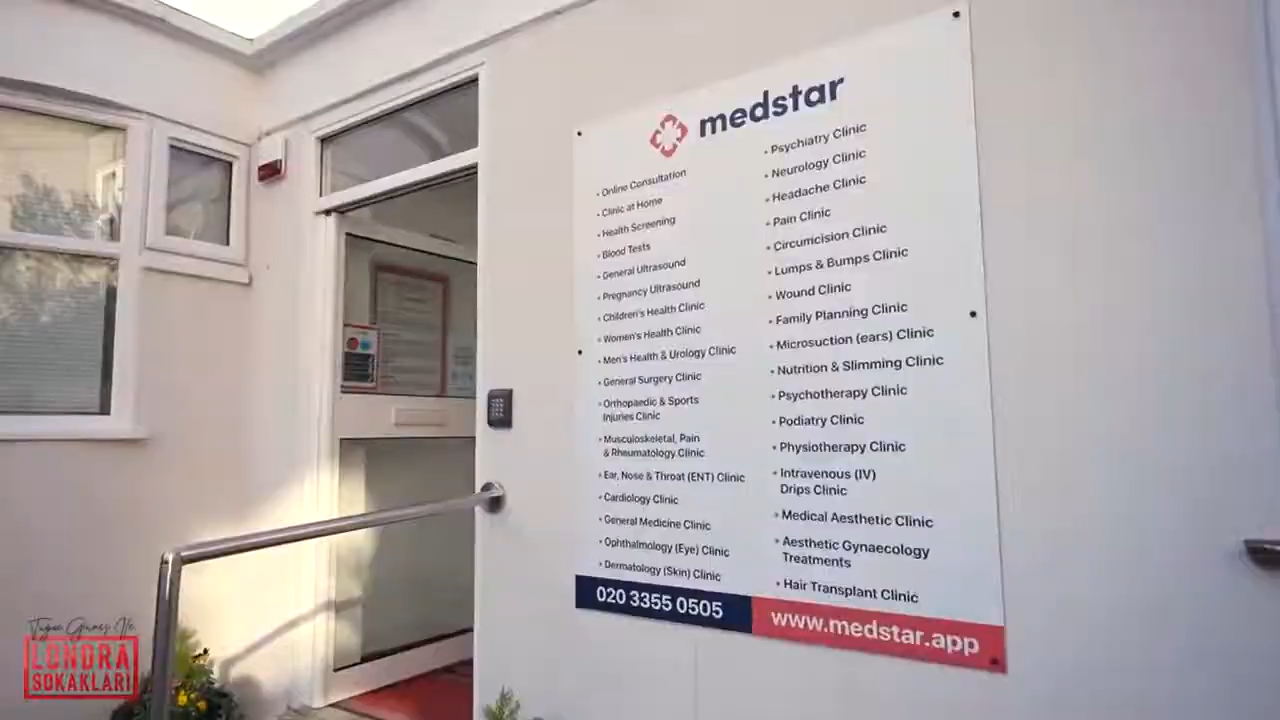 medstar
• Online Consultation
• Clinic at Home
• Health Screening
• Blood Tests
• General Ultrasound
• Pregnancy Ultrasound
• Children's Health Clinic
• Women's Health Clinic
• Men's Health & Urology Clinic
• General Surgery Clinic
• Orthopaedic & Sports
Injuries Clinic
• Musculoskeletal, Pain
& Rheumatology Clinic
• Ear, Nose & Throat (ENT) Clinic
• Cardiology Clinic
• General Medicine Clinic
• Ophthalmology (Eye) Clinic
• Dermatology (Skin) Clinic
• Psychiatry Clinic
• Neurology Clinic
• Headache Clinic
• Pain Clinic
• Circumcision Clinic
• Lumps & Bumps Clinic
• Wound Clinic
• Family Planning Clinic
• Microsuction (ears) Clinic
• Nutrition & Slimming Clinic
• Psychotherapy Clinic
• Podiatry Clinic
• Physiotherapy Clinic
• Intravenous (IV)
Drips Clinic
• Medical Aesthetic Clinic
• Aesthetic Gynaecology
Treatments
• Hair Transplant Clinic
020 3355 0505
www.medstar.app
LONDRA
SOKAKLARI